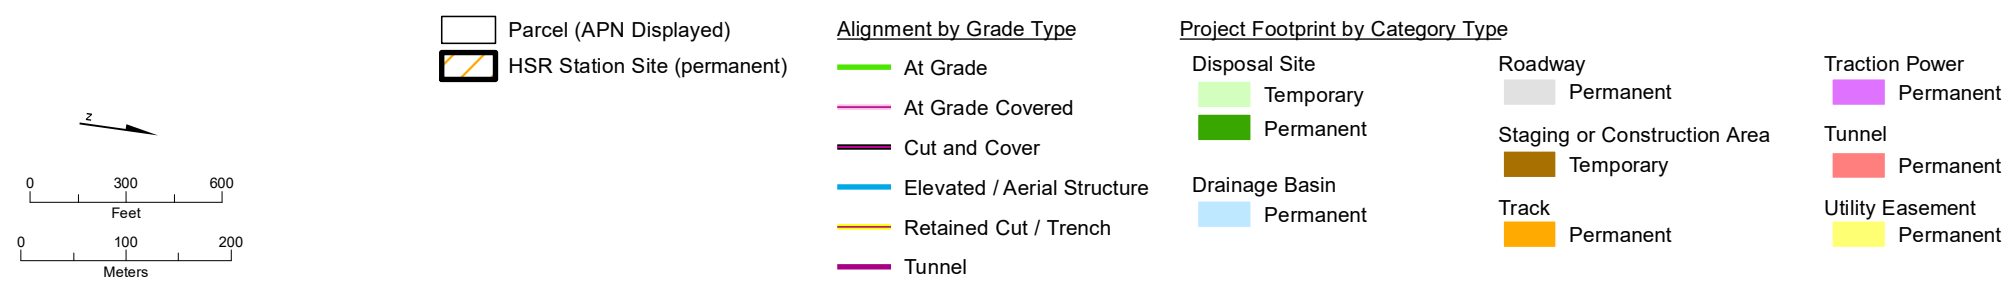 Parcel (APN Displayed)
HSR Station Site (permanent)
z
0 300 600
Feet
0 100 200
Meters
Alignment by Grade Type
At Grade
At Grade Covered
Cut and Cover
Elevated / Aerial Structure
Retained Cut / Trench
Tunnel
Project Footprint by Category Type
Disposal Site
Temporary
Permanent
Drainage Basin
Permanent
Roadway
Permanent
Staging or Construction Area
Temporary
Track
Permanent
Traction Power
Permanent
Tunnel
Permanent
Utility Easement
Permanent